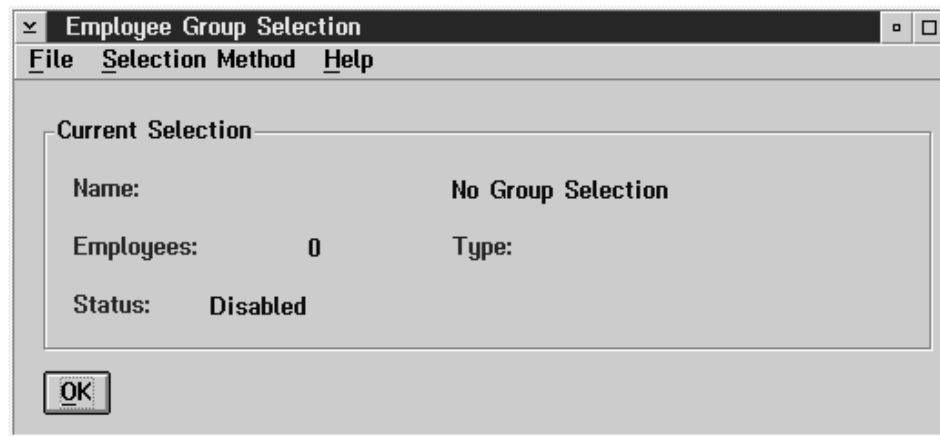 Employee Group Selection
File Selection Method Help
Current Selection
Name: No Group Selection
Employees: 0 Type:
Status: Disabled
OK